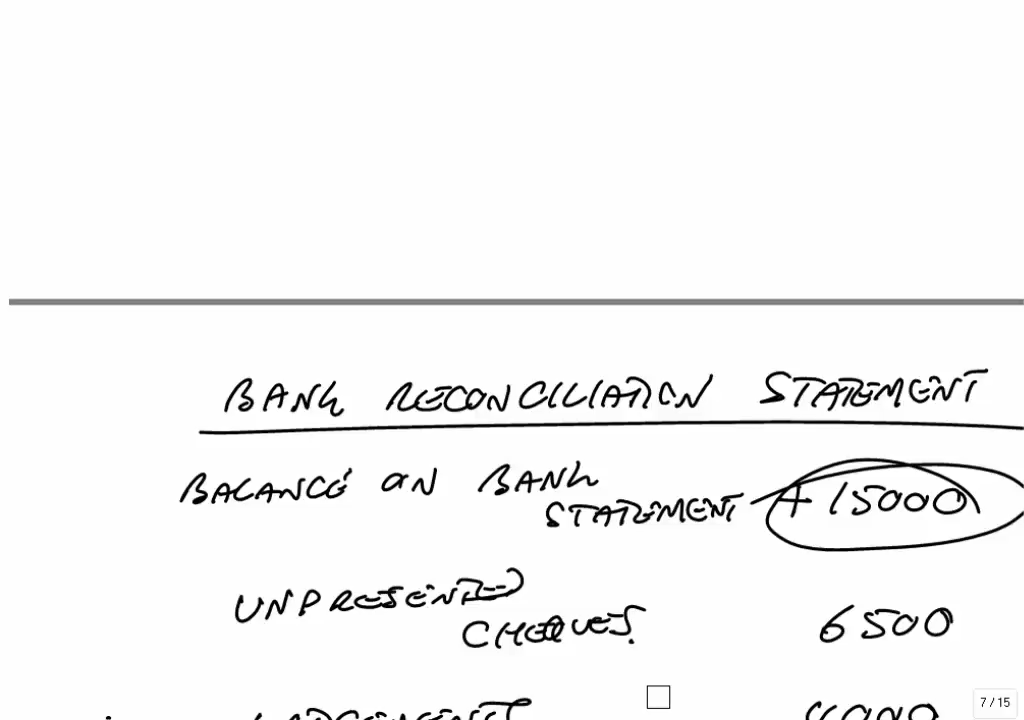 BANK RECONCILIATION STATEMENT
BALANCE ON BANK
STATEMENT + 15000
UNPRESENTED
CHEQUES. 6500
7 / 15